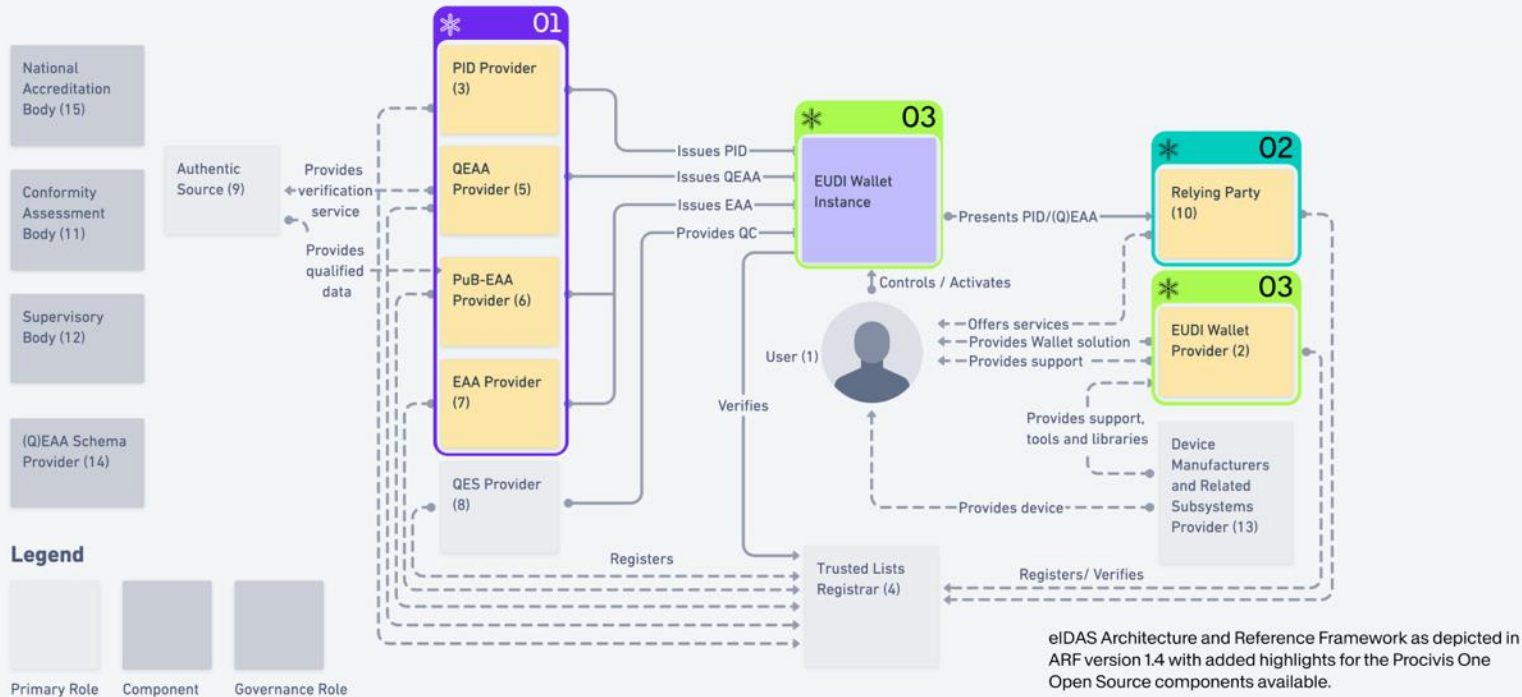 National
Accreditation
Body (15)
Conformity
Assessment
Body (11)
Supervisory
Body (12)
(Q)EAA Schema
Provider (14)
Legend
Primary Role
Component
Governance Role
Authentic
Source (9)
Provides
verification
service
Provides
qualified
data
01
PID Provider
(3)
QEAA
Provider (5)
PuB-EAA
Provider (6)
EAA Provider
(7)
QES Provider
(8)
Issues PID
Issues QEAA
Issues EAA
Provides QC
Verifies
Registers
03
EUDI Wallet
Instance
Controls / Activates
User (1)
Presents PID/(Q)EAA
Offers services
Provides Wallet solution
Provides support
Provides support,
tools and libraries
Provides device
02
Relying Party
(10)
03
EUDI Wallet
Provider (2)
Device
Manufacturers
and Related
Subsystems
Provider (13)
Trusted Lists
Registrar (4)
Registers/ Verifies
eIDAS Architecture and Reference Framework as depicted in
ARF version 1.4 with added highlights for the Procivis One
Open Source components available.